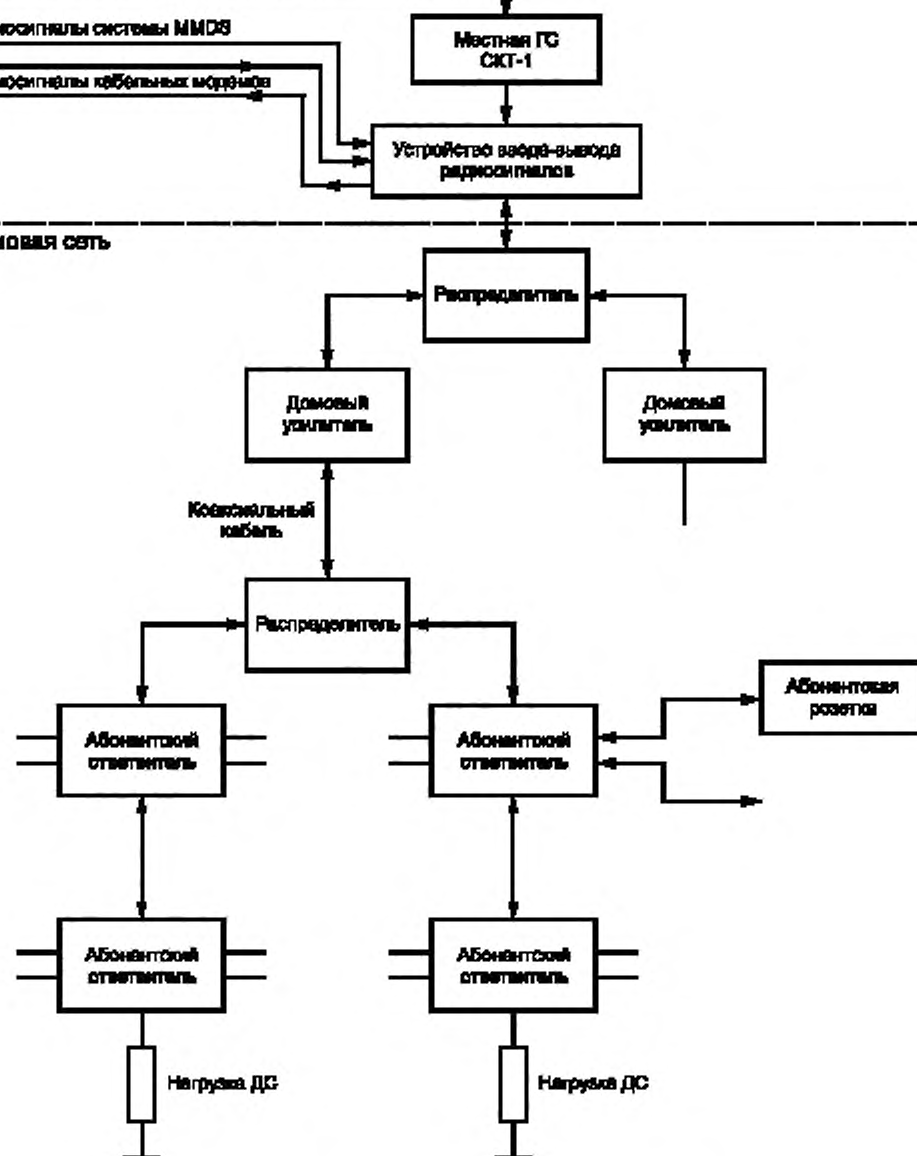 осигналы системы MMDS
Местная ГС
СКТ-1
осигналы кабельных модемов
Устройство ввода-вывода
радиосигналов
мовая сеть
Распределитель
Домовый
усилитель
Домовый
усилитель
Коаксиальный
кабель
Распределитель
Абонентская
розетка
Абонентский
ответвитель
Абонентский
ответвитель
Абонентский
ответвитель
Абонентский
ответвитель
Нагрузка ДС
Нагрузка ДС